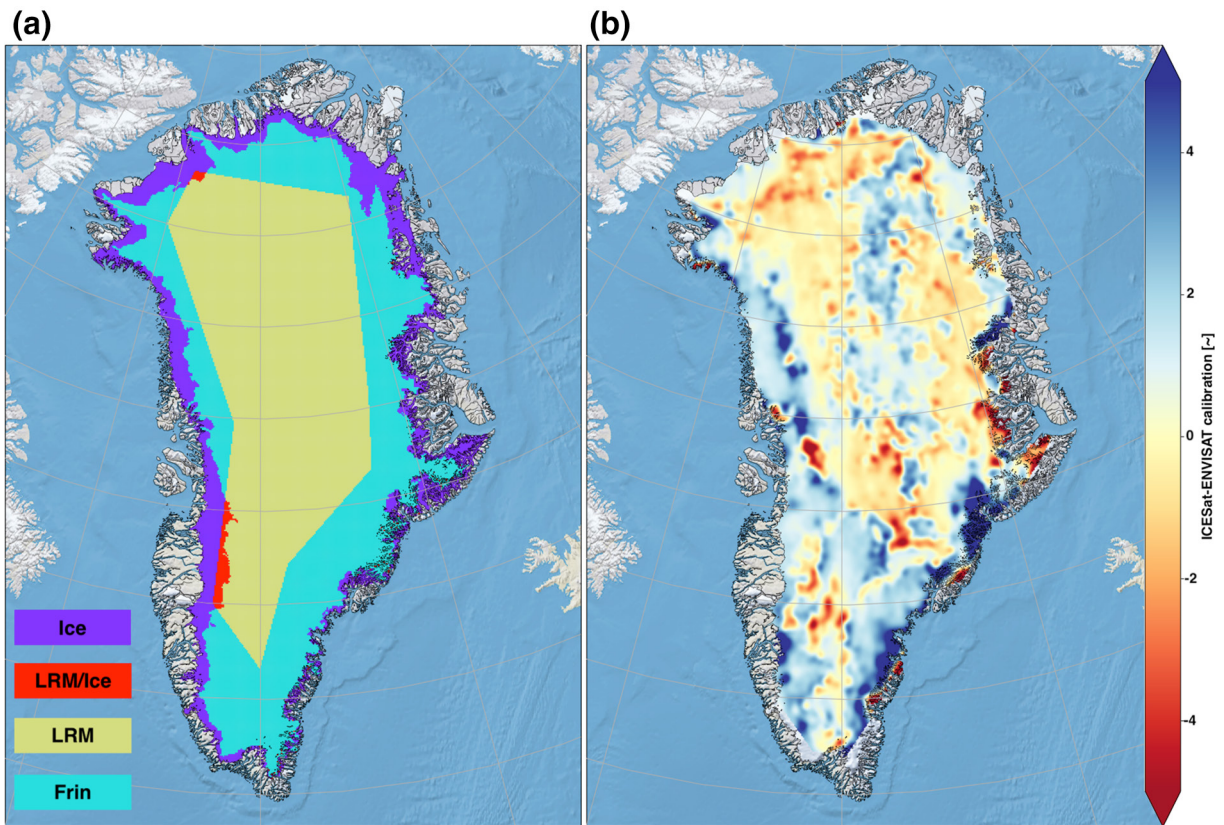 (a)
(b)
Ice
LRM/Ice
LRM
Frin
4
2
0
-2
-4
ICESat-ENVISAT calibration [~]